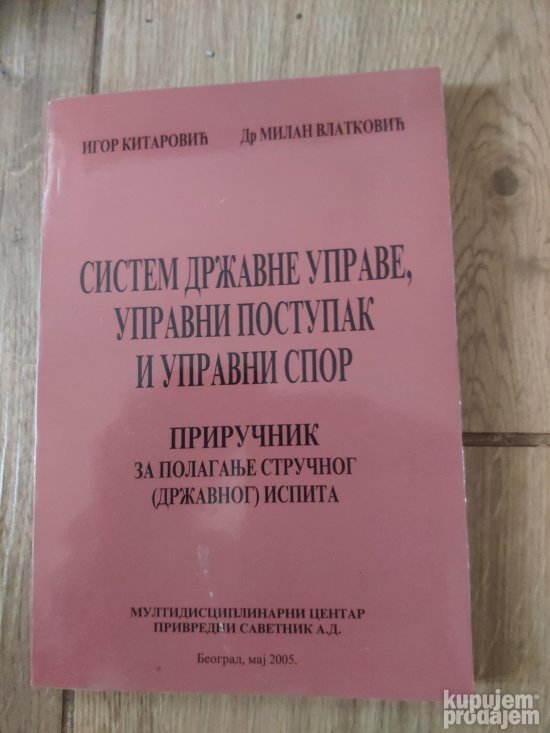 ИГОР КИТАРОВИЋ Др МИЛАН ВЛАТКОВИЋ
СИСТЕМ ДРЖАВНЕ УПРАВЕ,
УПРАВНИ ПОСТУПАК
И УПРАВНИ СПОР
ПРИРУЧНИК
ЗА ПОЛАГАЊЕ СТРУЧНОГ
(ДРЖАВНОГ) ИСПИТА
МУЛТИДИСЦИПЛИНАРНИ ЦЕНТАР
ПРИВРЕДНИ САВЕТНИК А.Д.
Београд, мај 2005.
kupujem
prodajem